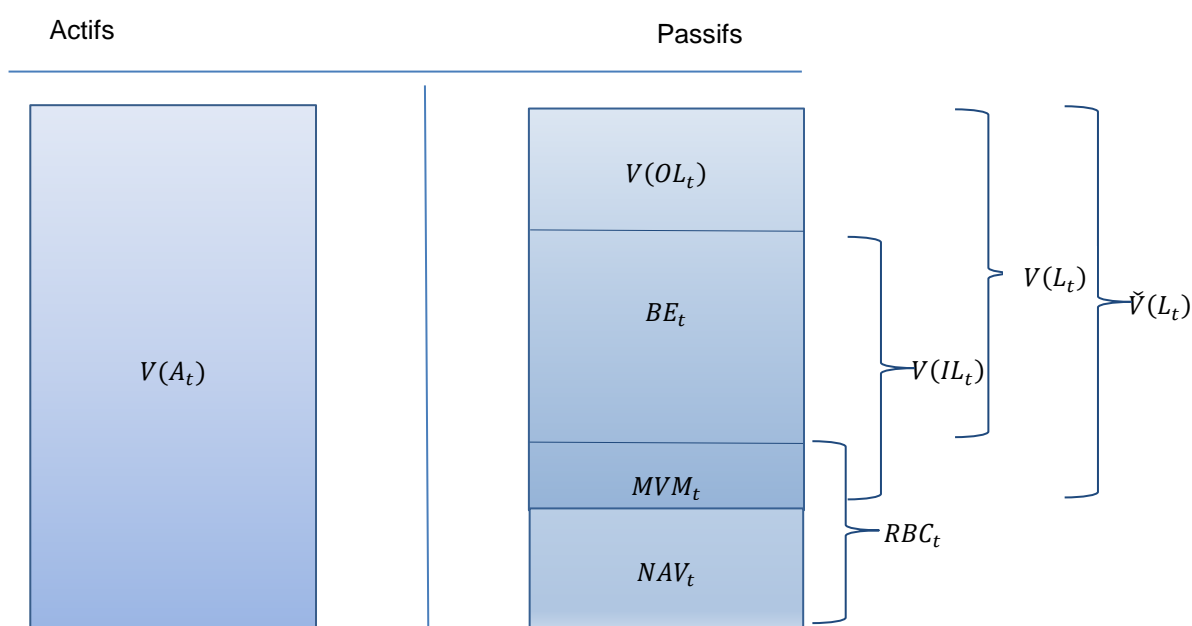 Actifs
Passifs
V(OL_t)
BE_t
V(A_t)
MVM_t
NAV_t
V(IL_t)
V(L_t)
V̌(L_t)
RBC_t